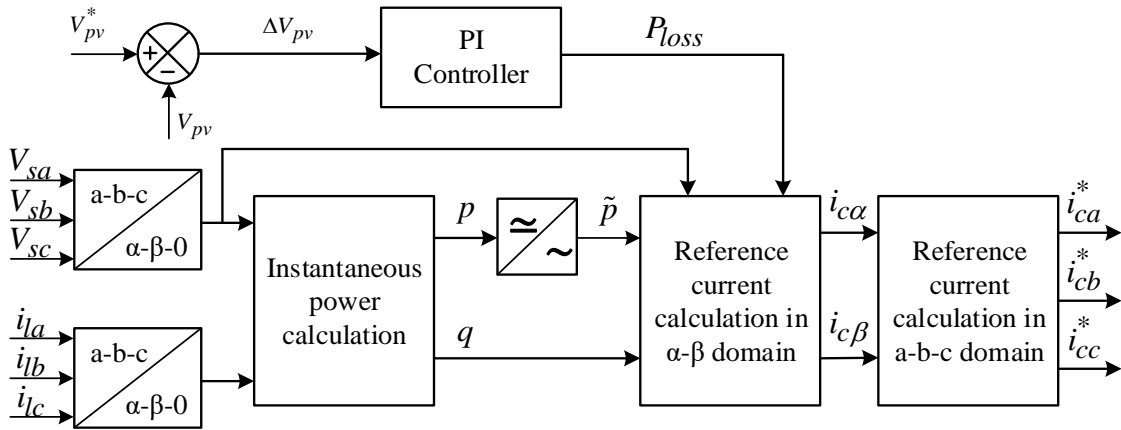 V*pv
+
−
ΔVpv
PI
Controller
Ploss
Vpv
Vsa
Vsb
Vsc
a-b-c
α-β-0
ila
ilb
ilc
a-b-c
α-β-0
Instantaneous
power
calculation
p
≃
~
p̃
q
Reference
current
calculation in
α-β domain
icα
icβ
Reference
current
calculation in
a-b-c domain
i*ca
i*cb
i*cc